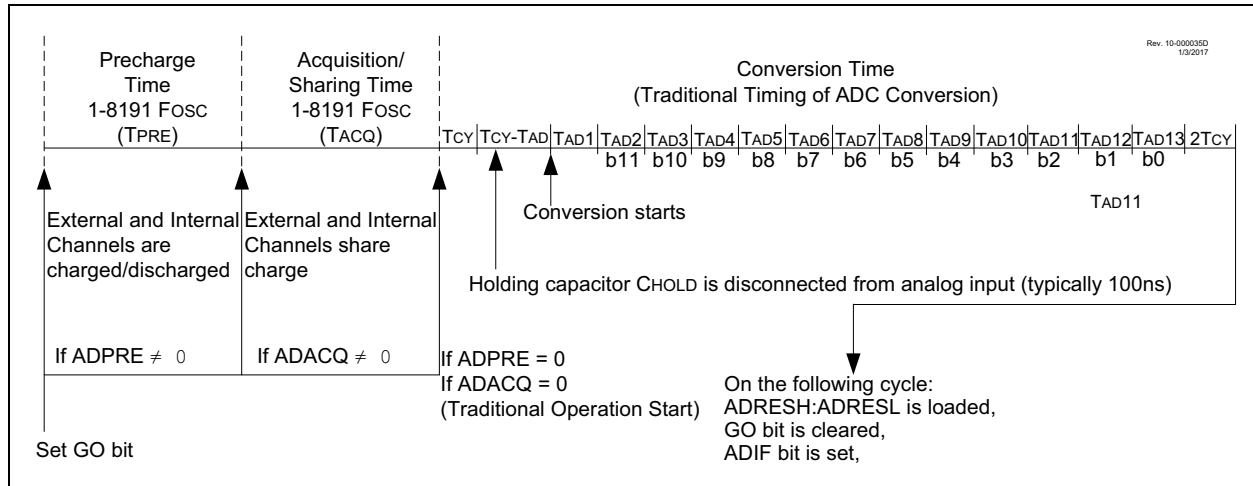 Rev. 10-000035D
1/3/2017
Precharge
Time
1-8191 FOSC
(TPRE)
Acquisition/
Sharing Time
1-8191 FOSC
(TACQ)
Conversion Time
(Traditional Timing of ADC Conversion)
TCY TCY-TAD TAD1 TAD2 TAD3 TAD4 TAD5 TAD6 TAD7 TAD8 TAD9 TAD10 TAD11 TAD12 TAD13 2TCY
b11 b10 b9 b8 b7 b6 b5 b4 b3 b2 b1 b0
TAD11
External and Internal
Channels are
charged/discharged
External and Internal
Channels share
charge
Conversion starts
Holding capacitor CHOLD is disconnected from analog input (typically 100ns)
If ADPRE ≠ 0
If ADACQ ≠ 0
If ADPRE = 0
If ADACQ = 0
(Traditional Operation Start)
On the following cycle:
ADRESH:ADRESL is loaded,
GO bit is cleared,
ADIF bit is set,
Set GO bit